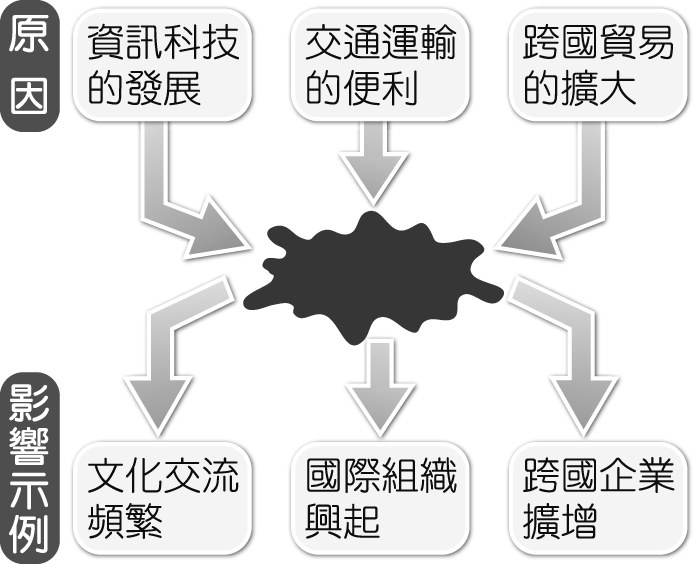 原因
資訊科技
的發展
交通運輸
的便利
跨國貿易
的擴大
影響示例
文化交流
頻繁
國際組織
興起
跨國企業
擴增